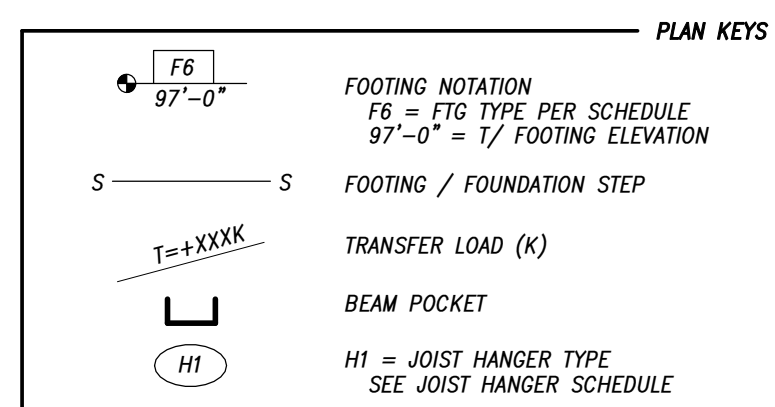 PLAN KEYS
F6
97'-0"
FOOTING NOTATION
F6 = FTG TYPE PER SCHEDULE
97'-0" = T/ FOOTING ELEVATION
S S
FOOTING / FOUNDATION STEP
T=+XXXK
TRANSFER LOAD (K)
BEAM POCKET
H1
H1 = JOIST HANGER TYPE
SEE JOIST HANGER SCHEDULE